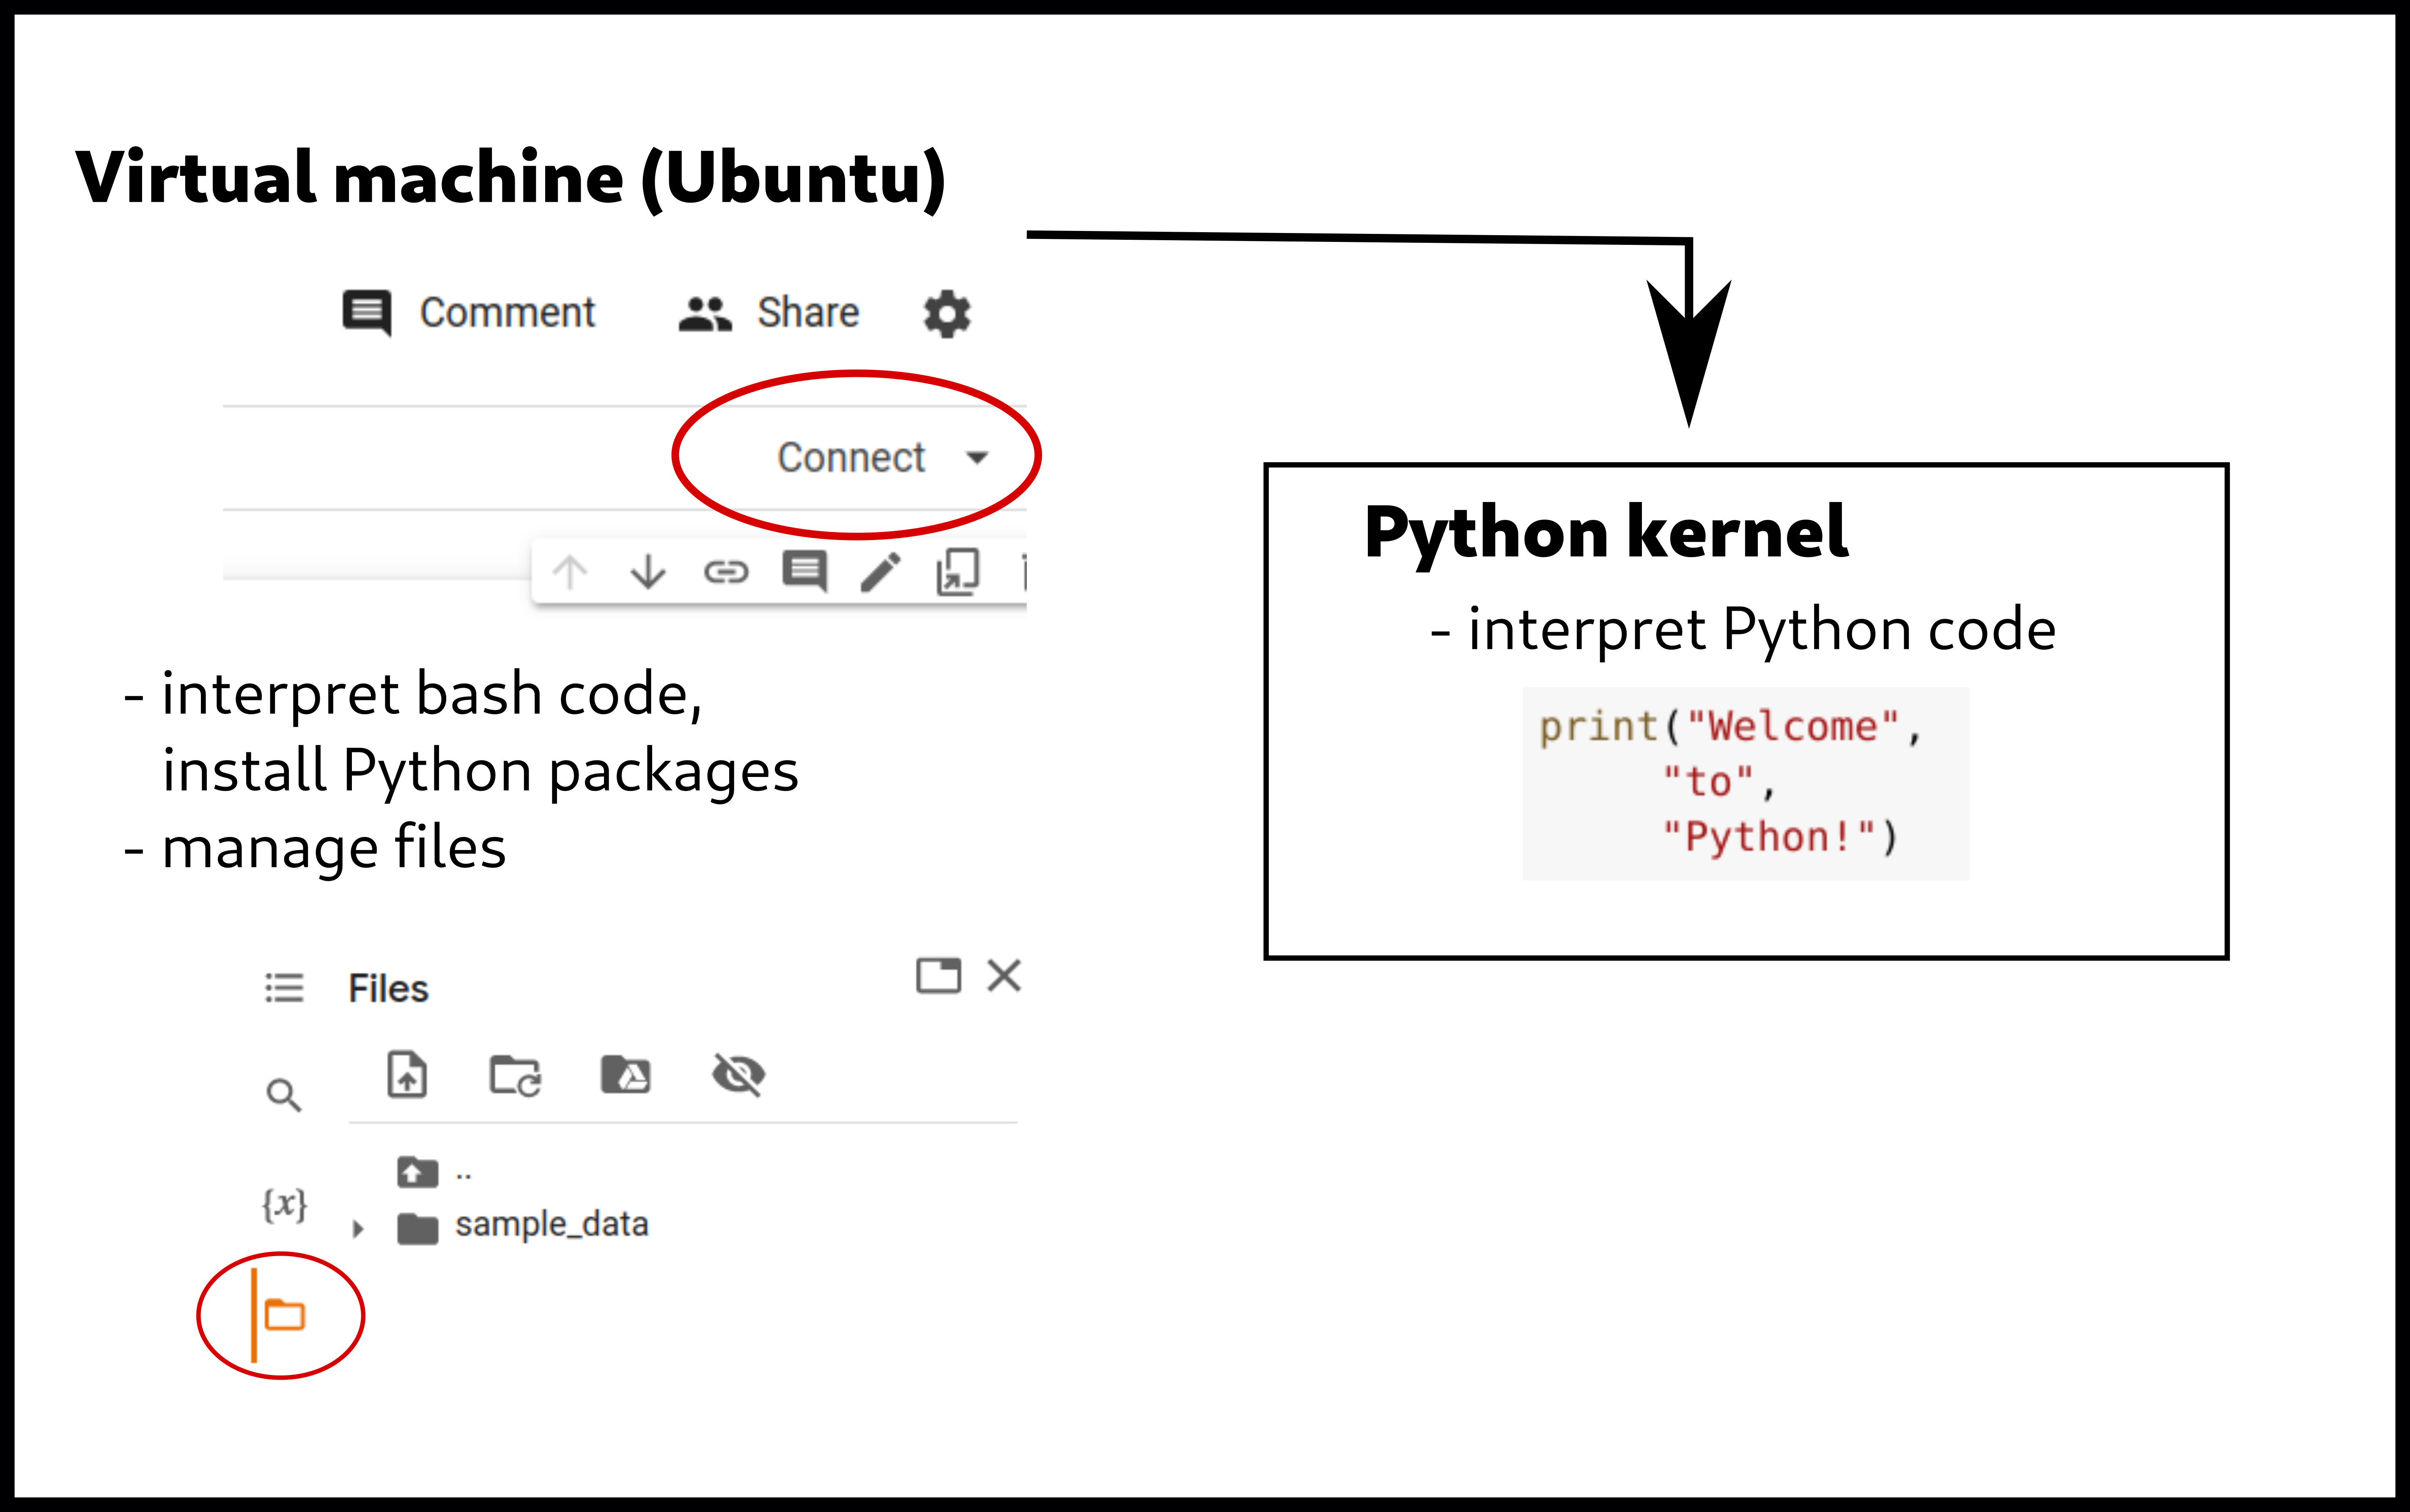 Virtual machine (Ubuntu)
Comment Share
Connect
- interpret bash code,
install Python packages
- manage files
Files
..
{x}
sample_data
Python kernel
- interpret Python code
print("Welcome",
"to",
"Python!")